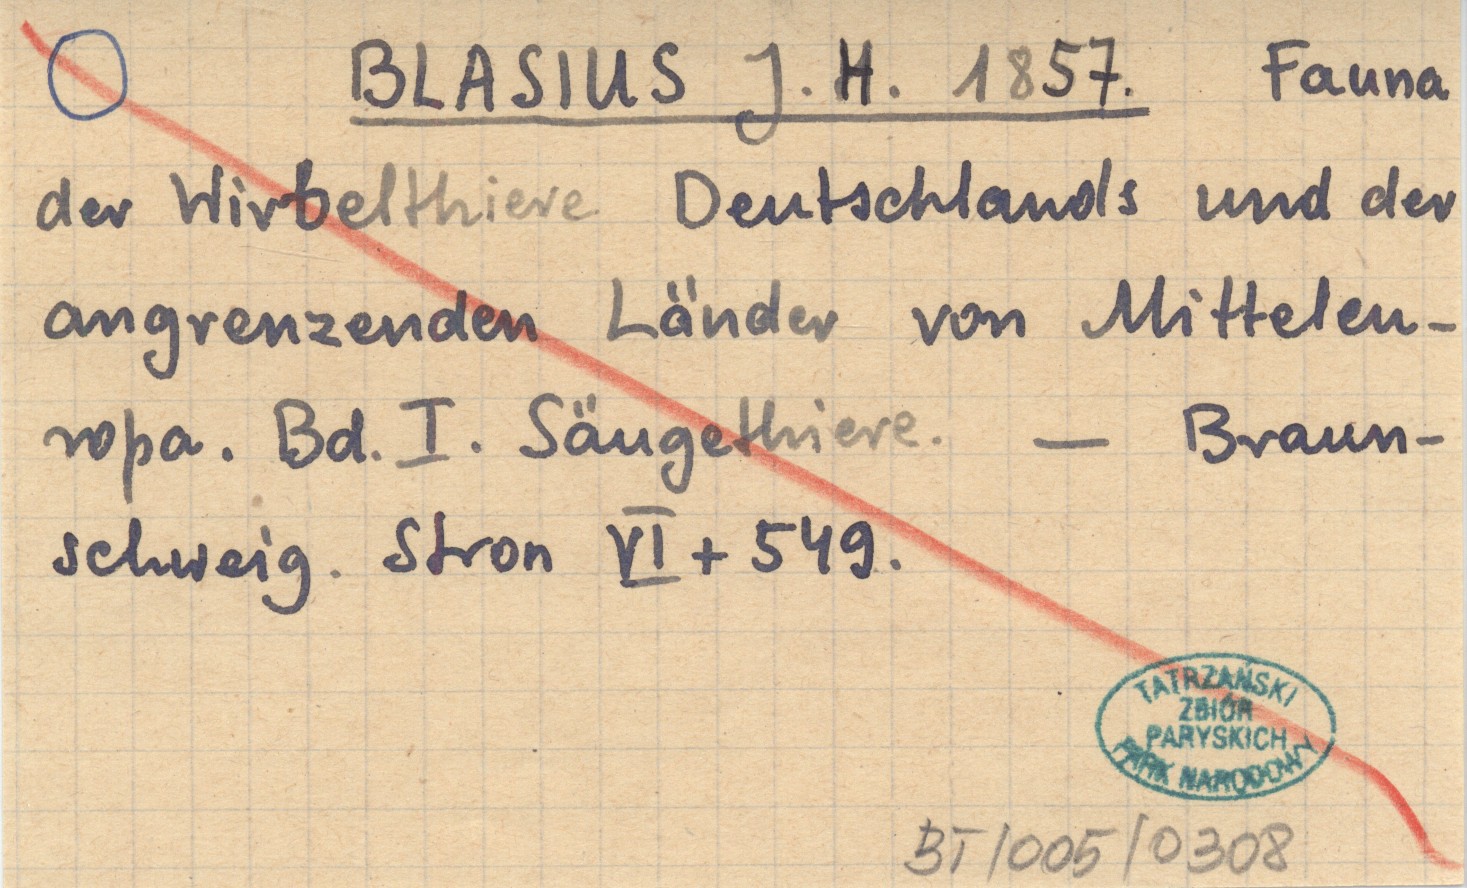 BLASIUS J. H. 1857. Fauna
der Wirbelthiere Deutschlands und der
angrenzenden Länder von Mitteleu-
ropa. Bd. I. Säugethiere. — Braun-
schweig. Stron VI + 549.
TATRZAŃSKI
ZBIÓR
PARYSKICH
PARK NARODOWY
BT/005/0308